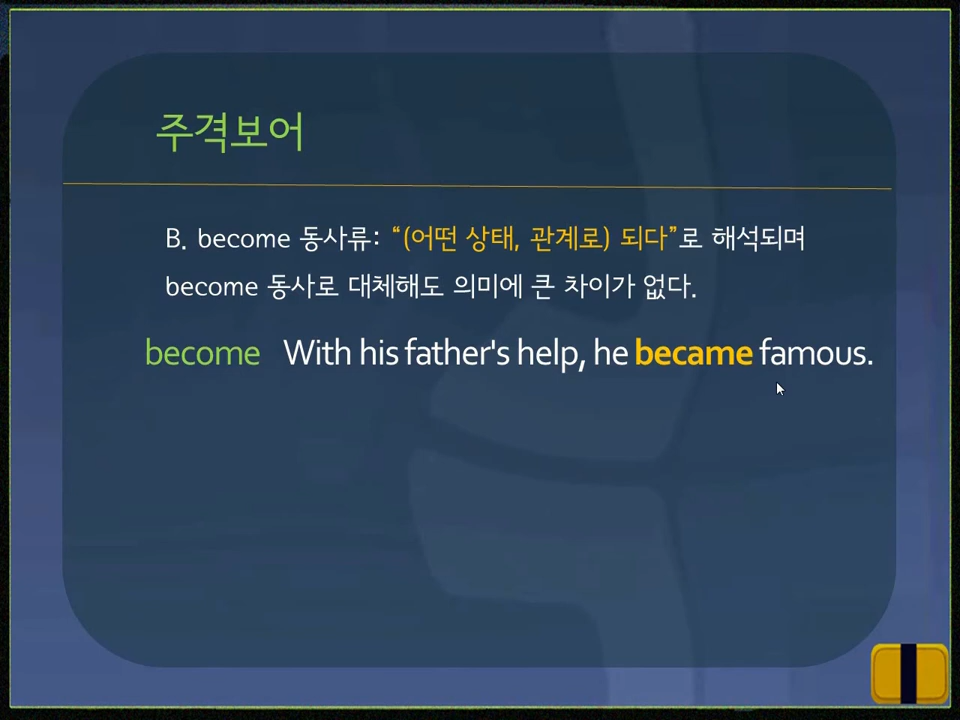 주격보어
B. become 동사류: “(어떤 상태, 관계로) 되다”로 해석되며
become 동사로 대체해도 의미에 큰 차이가 없다.
become With his father's help, he became famous.